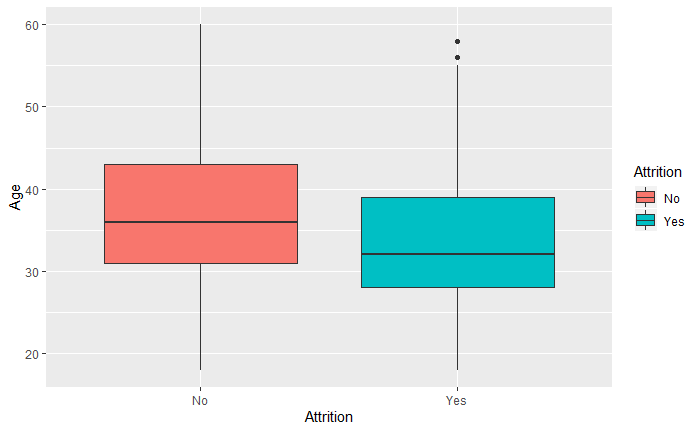 60
50
40
30
20
Age
No
Yes
Attrition
Attrition
No
Yes